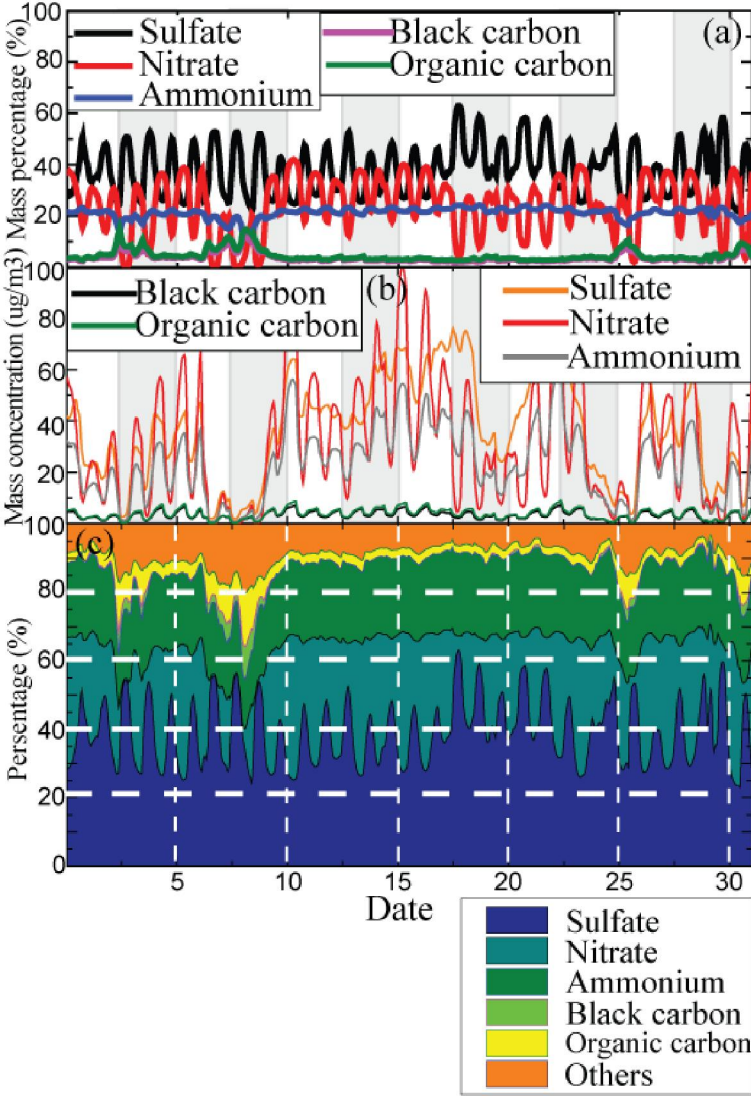 Mass percentage (%)
100
80
60
40
20
0
Sulfate
Nitrate
Ammonium
Black carbon
Organic carbon
(a)
Mass concentration (ug/m3)
100
80
60
40
20
Black carbon
Organic carbon
(b)
Sulfate
Nitrate
Ammonium
Persentage (%)
100
80
60
40
20
0
(c)
5
10
15
20
25
30
Date
Sulfate
Nitrate
Ammonium
Black carbon
Organic carbon
Others